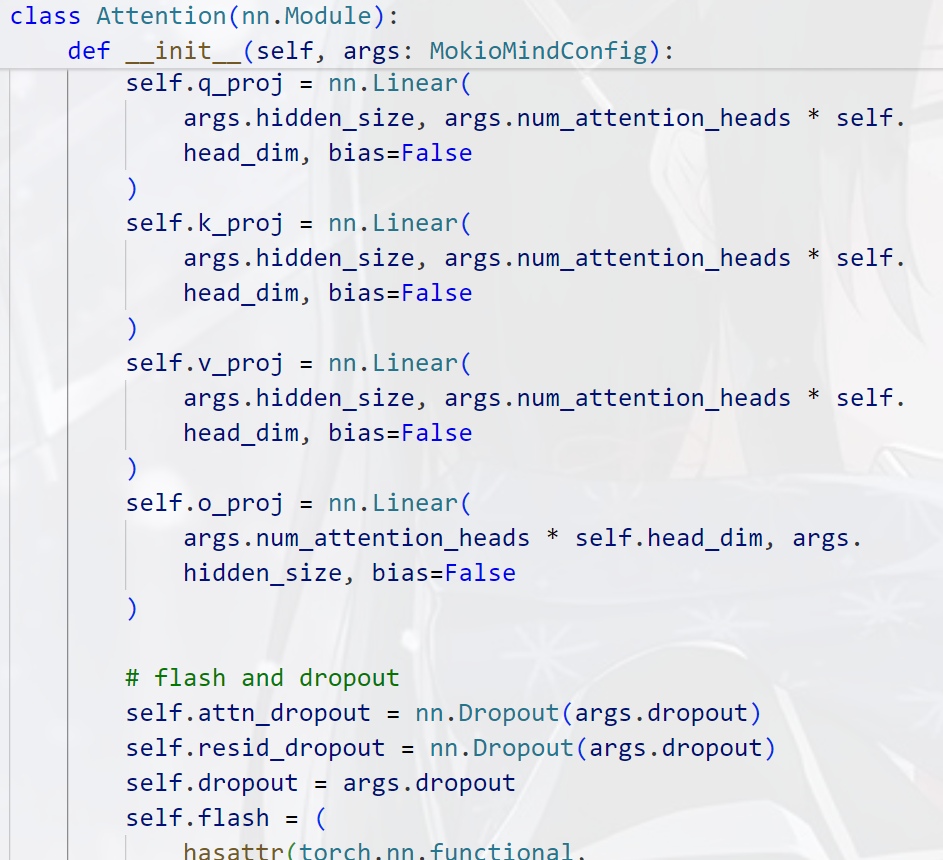 class Attention(nn.Module):
    def __init__(self, args: MokioMindConfig):
        self.q_proj = nn.Linear(
            args.hidden_size, args.num_attention_heads * self.
            head_dim, bias=False
        )
        self.k_proj = nn.Linear(
            args.hidden_size, args.num_attention_heads * self.
            head_dim, bias=False
        )
        self.v_proj = nn.Linear(
            args.hidden_size, args.num_attention_heads * self.
            head_dim, bias=False
        )
        self.o_proj = nn.Linear(
            args.num_attention_heads * self.head_dim, args.
            hidden_size, bias=False
        )

        # flash and dropout
        self.attn_dropout = nn.Dropout(args.dropout)
        self.resid_dropout = nn.Dropout(args.dropout)
        self.dropout = args.dropout
        self.flash = (
            hasattr(torch.nn.functional,